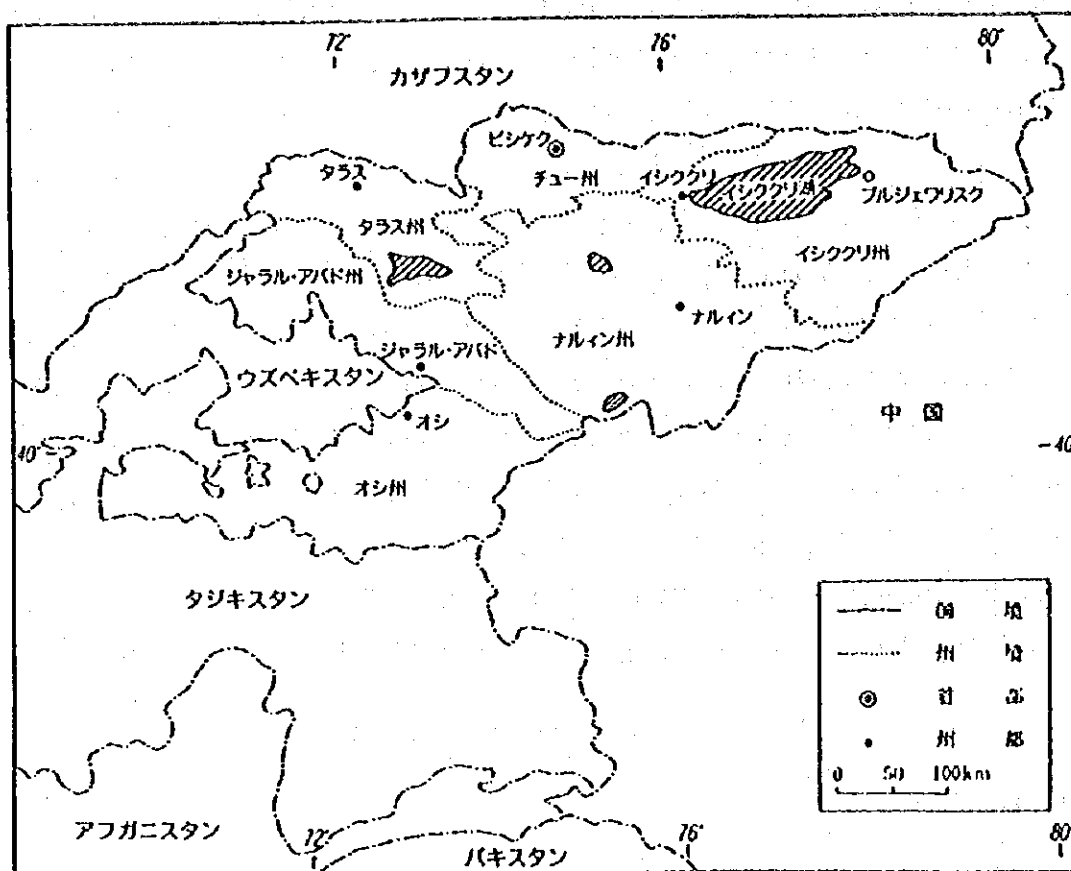 72°
76°
80°
カザフスタン
ビシケク
タラス
チュー州
イシククリ
イシククリ湖
プルジェワリスク
タラス州
イシククリ州
ジャラル・アバド州
ナルィン
ナルィン州
ジャラル・アバド
ウズベキスタン
オシ
中国
40°
-40
オシ州
タジキスタン
国 境
州 境
首 都
州 都
0 50 100km
アフガニスタン
72°
パキスタン
76°
80